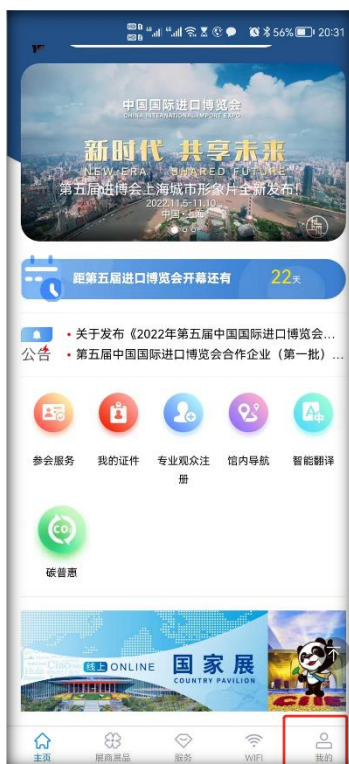 56% 20:31
中国国际进口博览会
CHINA INTERNATIONAL IMPORT EXPO
新时代 共享未来
NEW ERA, SHARED FUTURE
第五届进博会上海城市形象片全新发布!
2022.11.5-11.10
中国·上海
距第五届进口博览会开幕还有 22天
公告
• 关于发布《2022年第五届中国国际进口博览会...
• 第五届中国国际进口博览会合作企业（第一批）...
参会服务
我的证件
专业观众注册
馆内导航
智能翻译
CO2
碳普惠
线上 ONLINE
国家展
COUNTRY PAVILION
主页
展商展品
服务
WIFI
我的